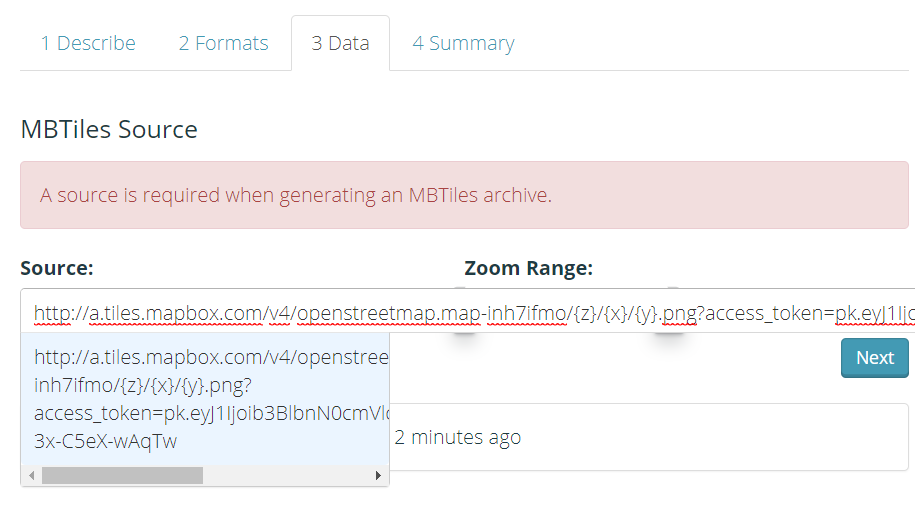 1 Describe 2 Formats 3 Data 4 Summary
MBTiles Source
A source is required when generating an MBTiles archive.
Source: Zoom Range:
http://a.tiles.mapbox.com/v4/openstreetmap.map-inh7ifmo/{z}/{x}/{y}.png?access_token=pk.eyJ1Ijo
http://a.tiles.mapbox.com/v4/openstree
inh7ifmo/{z}/{x}/{y}.png?
access_token=pk.eyJ1Ijoib3BlbnN0cmVl
3x-C5eX-wAqTw
Next
2 minutes ago